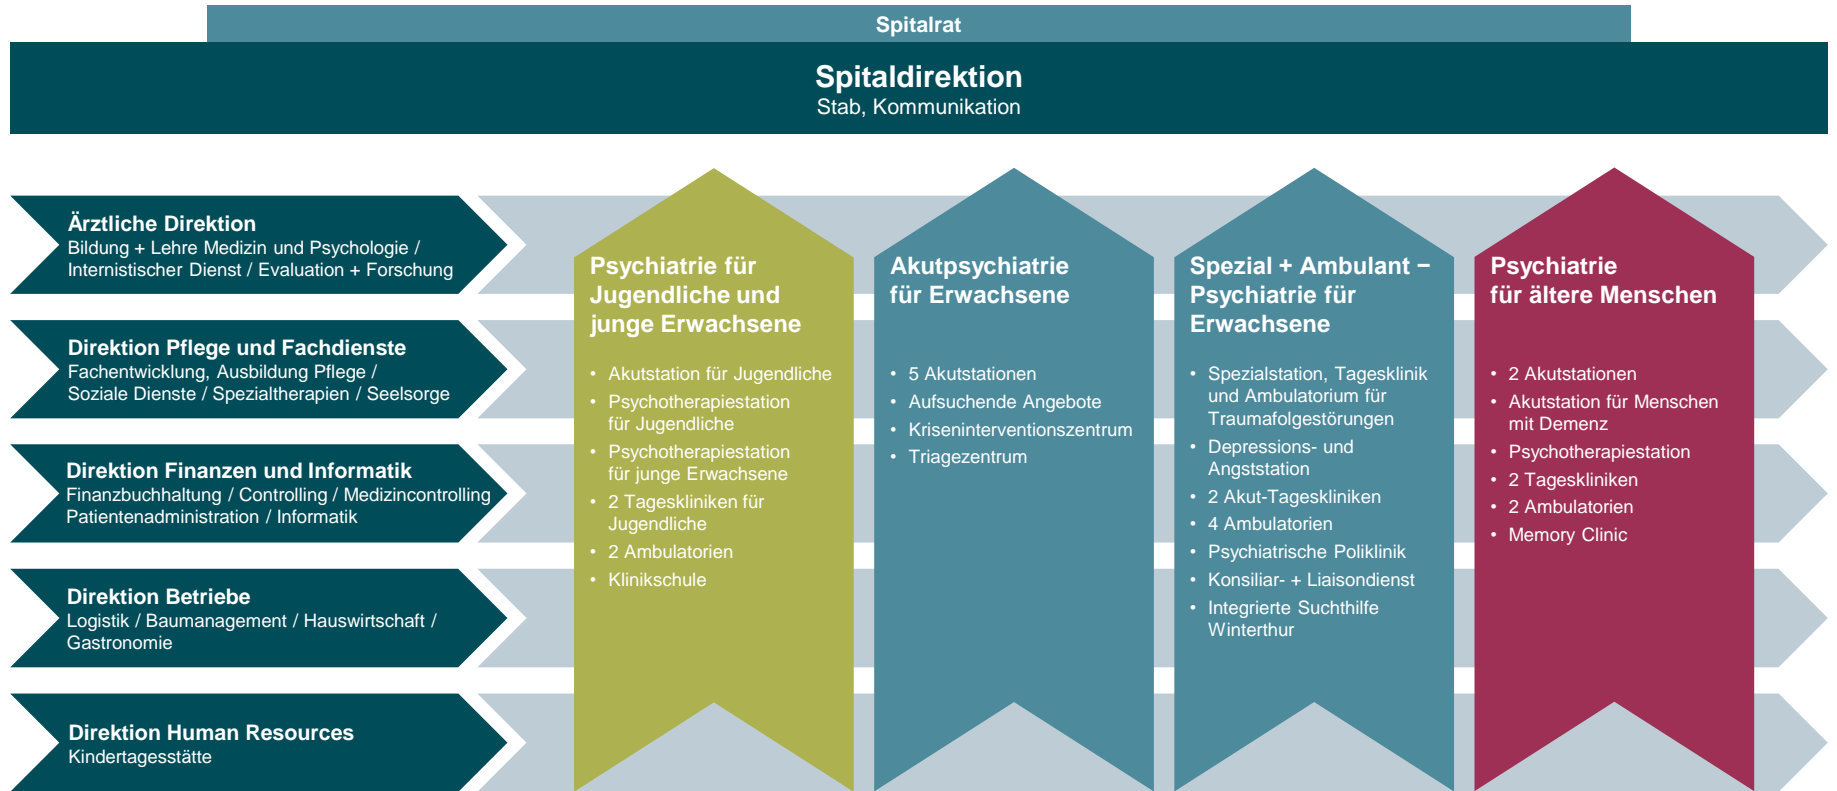 Spitalrat
Spitaldirektion
Stab, Kommunikation
Ärztliche Direktion
Bildung + Lehre Medizin und Psychologie /
Internistischer Dienst / Evaluation + Forschung
Direktion Pflege und Fachdienste
Fachentwicklung, Ausbildung Pflege /
Soziale Dienste / Spezialtherapien / Seelsorge
Direktion Finanzen und Informatik
Finanzbuchhaltung / Controlling / Medizincontrolling
Patientenadministration / Informatik
Direktion Betriebe
Logistik / Baumanagement / Hauswirtschaft /
Gastronomie
Direktion Human Resources
Kindertagesstätte
Psychiatrie für
Jugendliche und
junge Erwachsene
• Akutstation für Jugendliche
• Psychotherapiestation
für Jugendliche
• Psychotherapiestation
für junge Erwachsene
• 2 Tageskliniken für
Jugendliche
• 2 Ambulatorien
• Klinikschule
Akutpsychiatrie
für Erwachsene
• 5 Akutstationen
• Aufsuchende Angebote
• Kriseninterventionszentrum
• Triagezentrum
Spezial + Ambulant −
Psychiatrie für
Erwachsene
• Spezialstation, Tagesklinik
und Ambulatorium für
Traumafolgestörungen
• Depressions- und
Angststation
• 2 Akut-Tageskliniken
• 4 Ambulatorien
• Psychiatrische Poliklinik
• Konsiliar- + Liaisondienst
• Integrierte Suchthilfe
Winterthur
Psychiatrie
für ältere Menschen
• 2 Akutstationen
• Akutstation für Menschen
mit Demenz
• Psychotherapiestation
• 2 Tageskliniken
• 2 Ambulatorien
• Memory Clinic